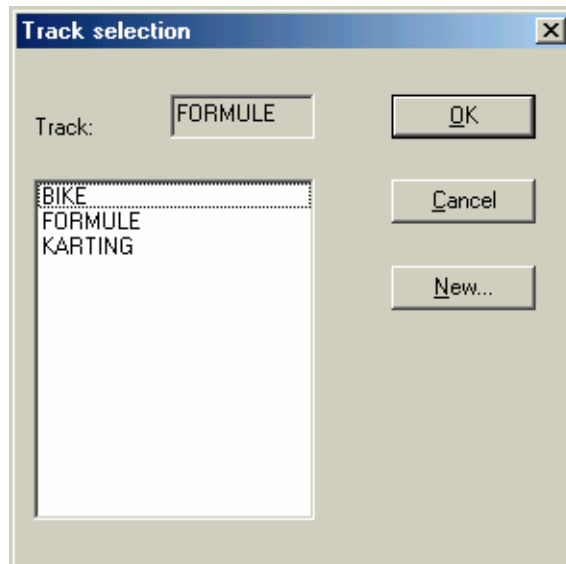 Track selection
Track:
FORMULE
OK
BIKE
FORMULE
KARTING
Cancel
New...